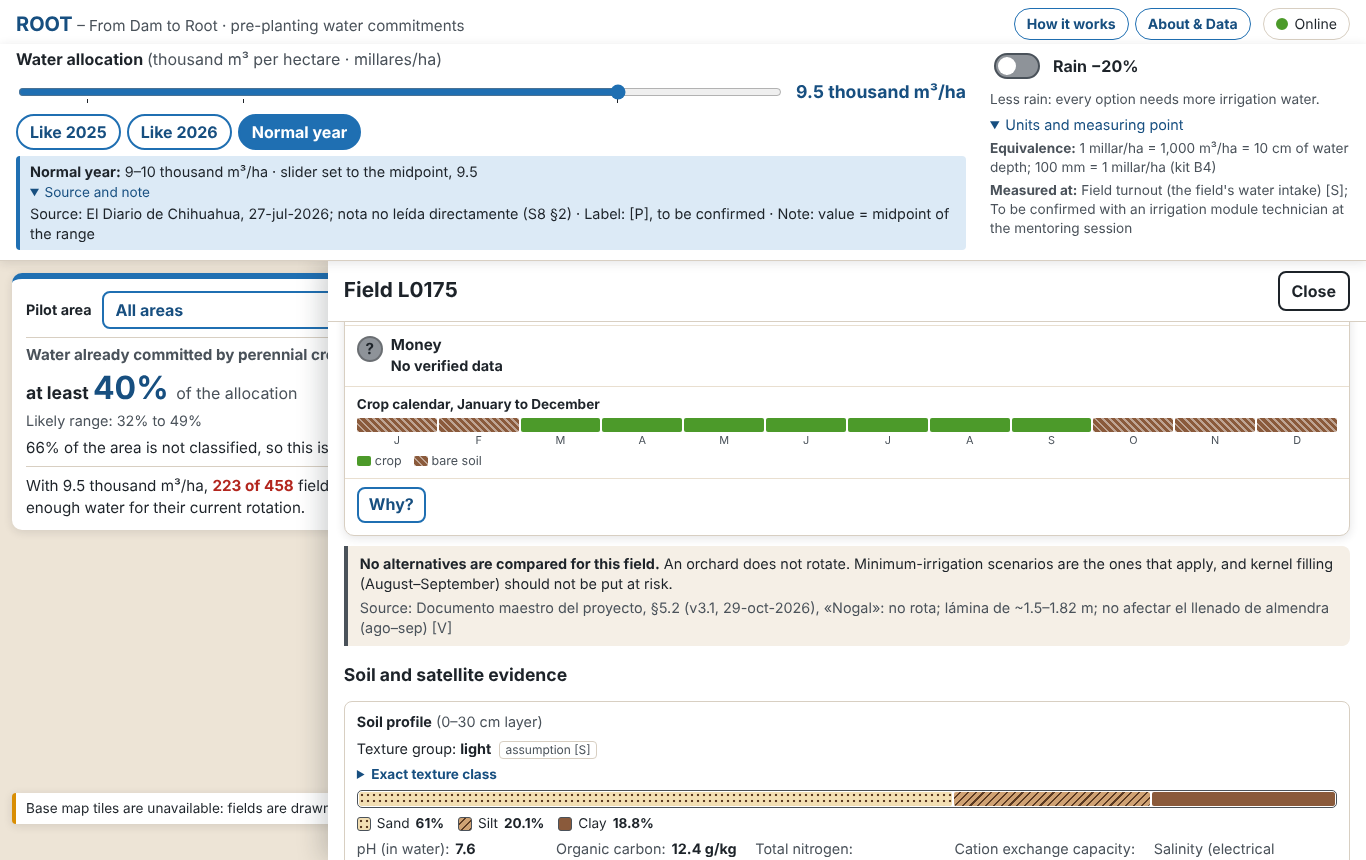 ROOT – From Dam to Root · pre-planting water commitments
How it works
About & Data
Online
Water allocation (thousand m³ per hectare · millares/ha)
9.5 thousand m³/ha
Like 2025
Like 2026
Normal year
Normal year: 9–10 thousand m³/ha · slider set to the midpoint, 9.5
▼ Source and note
Source: El Diario de Chihuahua, 27-jul-2026; nota no leída directamente (S8 §2) · Label: [P], to be confirmed · Note: value = midpoint of
the range
Rain −20%
Less rain: every option needs more irrigation water.
▼ Units and measuring point
Equivalence: 1 millar/ha = 1,000 m³/ha = 10 cm of water
depth; 100 mm = 1 millar/ha (kit B4)
Measured at: Field turnout (the field's water intake) [S];
To be confirmed with an irrigation module technician at
the mentoring session
Pilot area
All areas
Water already committed by perennial
at least 40% of the allocation
Likely range: 32% to 49%
66% of the area is not classified, so this is
With 9.5 thousand m³/ha, 223 of 458
enough water for their current rotation.
Base map tiles are unavailable: fields are
Field L0175
Close
?
Money
No verified data
Crop calendar, January to December
J F M A M J J A S O N D
crop bare soil
Why?
No alternatives are compared for this field. An orchard does not rotate. Minimum-irrigation scenarios are the ones that apply, and kernel filling
(August–September) should not be put at risk.
Source: Documento maestro del proyecto, §5.2 (v3.1, 29-oct-2026), «Nogal»: no rota; lámina de ~1.5–1.82 m; no afectar el llenado de almendra
(ago–sep) [V]
Soil and satellite evidence
Soil profile (0–30 cm layer)
Texture group: light assumption [S]
▶ Exact texture class
Sand 61% Silt 20.1% Clay 18.8%
pH (in water): 7.6 Organic carbon: 12.4 g/kg Total nitrogen: Cation exchange capacity: Salinity (electrical